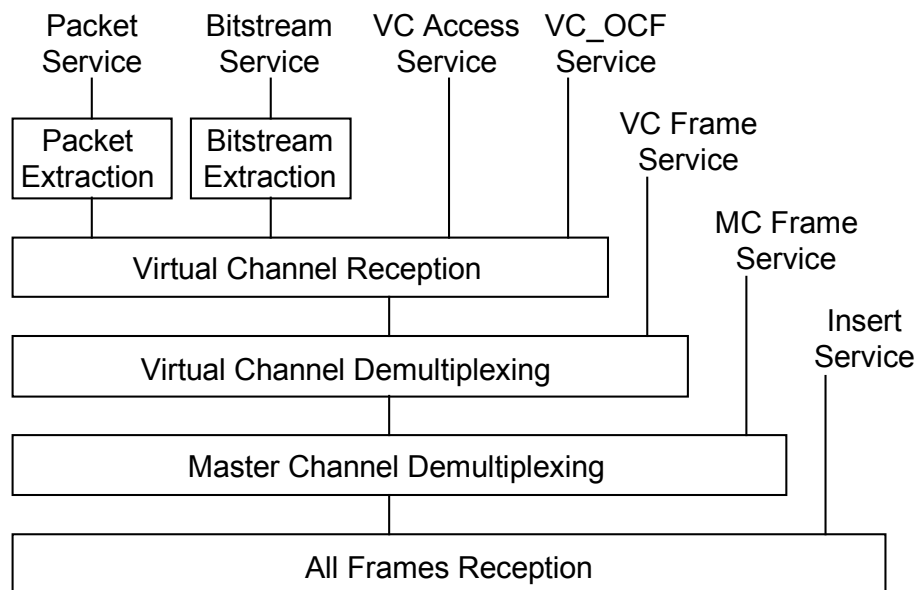 Packet
Service
Bitstream
Service
VC Access
Service
VC_OCF
Service
VC Frame
Service
Packet
Extraction
Bitstream
Extraction
MC Frame
Service
Virtual Channel Reception
Insert
Service
Virtual Channel Demultiplexing
Master Channel Demultiplexing
All Frames Reception